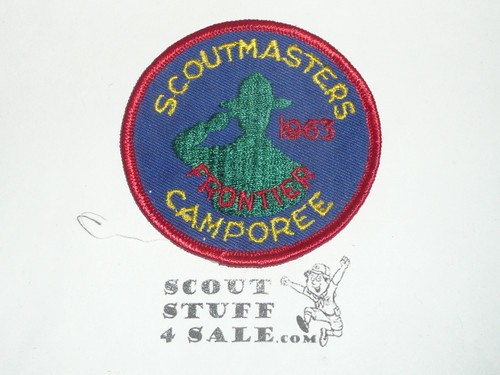 SCOUTMASTERS
1963
FRONTIER
CAMPOREE
SCOUT
STUFF
4 SALE.COM